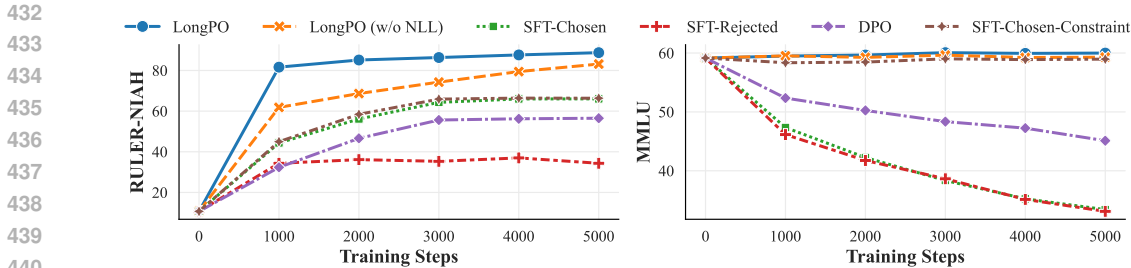 432
433
434
435
436
437
438
439
440
LongPO
LongPO (w/o NLL)
SFT-Chosen
SFT-Rejected
DPO
SFT-Chosen-Constraint
RULER-NIAH
80
60
40
20
0
1000
2000
3000
4000
5000
Training Steps
MMLU
60
50
40
0
1000
2000
3000
4000
5000
Training Steps